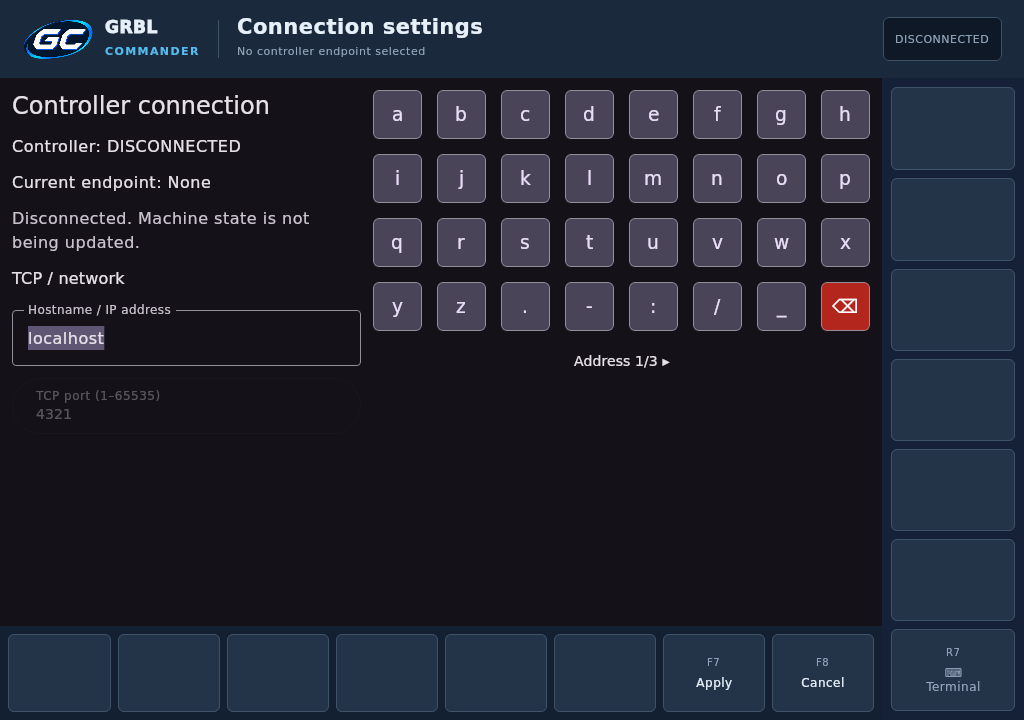 GC
GRBL
COMMANDER
Connection settings
No controller endpoint selected
DISCONNECTED
Controller connection
Controller: DISCONNECTED
Current endpoint: None
Disconnected. Machine state is not
being updated.
TCP / network
Hostname / IP address
localhost
TCP port (1–65535)
4321
a b c d e f g h
i j k l m n o p
q r s t u v w x
y z . - : / _ ⌫
Address 1/3 ▸
F7
Apply
F8
Cancel
R7
⌨
Terminal